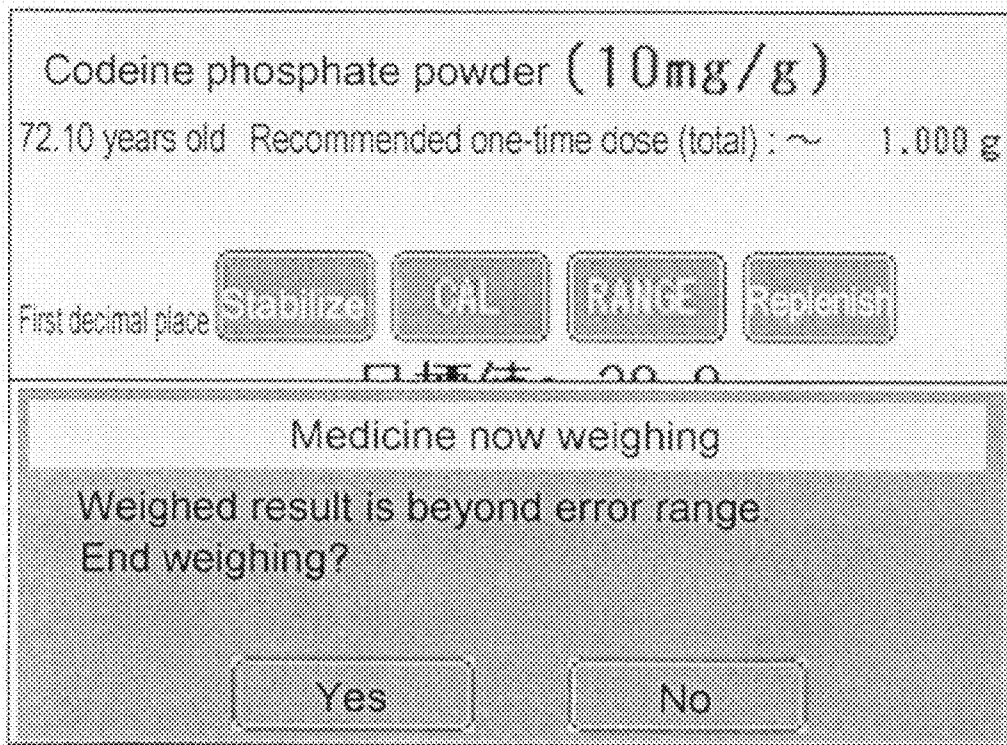 Codeine phosphate powder (10mg/g)
72.10 years old Recommended one-time dose (total) : ～ 1.000 g
First decimal place Stabilize CAL RANGE Replenish
Medicine now weighing
Weighed result is beyond error range.
End weighing?
Yes No